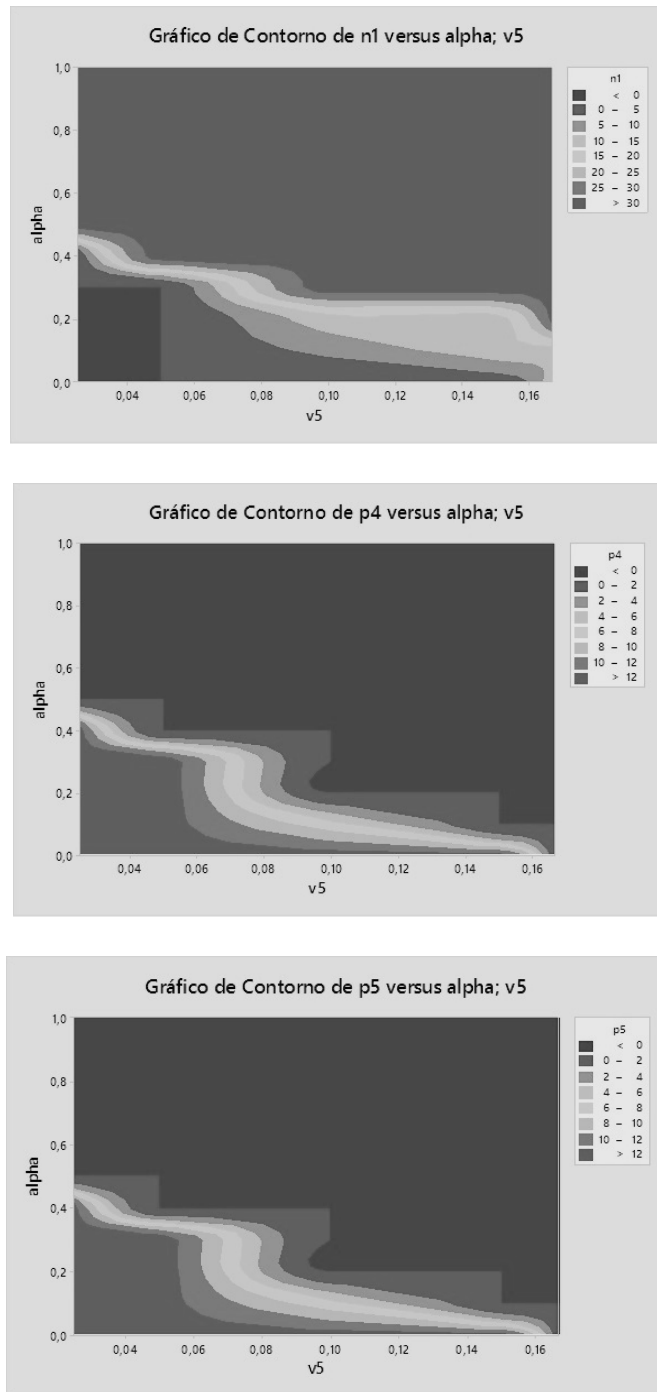 Gráfico de Contorno de n1 versus alpha; v5
1,0
0,8
0,6
0,4
0,2
0,0
alpha
0,04 0,06 0,08 0,10 0,12 0,14 0,16
v5
n1
< 0
0 – 5
5 – 10
10 – 15
15 – 20
20 – 25
25 – 30
> 30
Gráfico de Contorno de p4 versus alpha; v5
1,0
0,8
0,6
0,4
0,2
0,0
alpha
0,04 0,06 0,08 0,10 0,12 0,14 0,16
v5
p4
< 0
0 – 2
2 – 4
4 – 6
6 – 8
8 – 10
10 – 12
> 12
Gráfico de Contorno de p5 versus alpha; v5
1,0
0,8
0,6
0,4
0,2
0,0
alpha
0,04 0,06 0,08 0,10 0,12 0,14 0,16
v5
p5
< 0
0 – 2
2 – 4
4 – 6
6 – 8
8 – 10
10 – 12
> 12